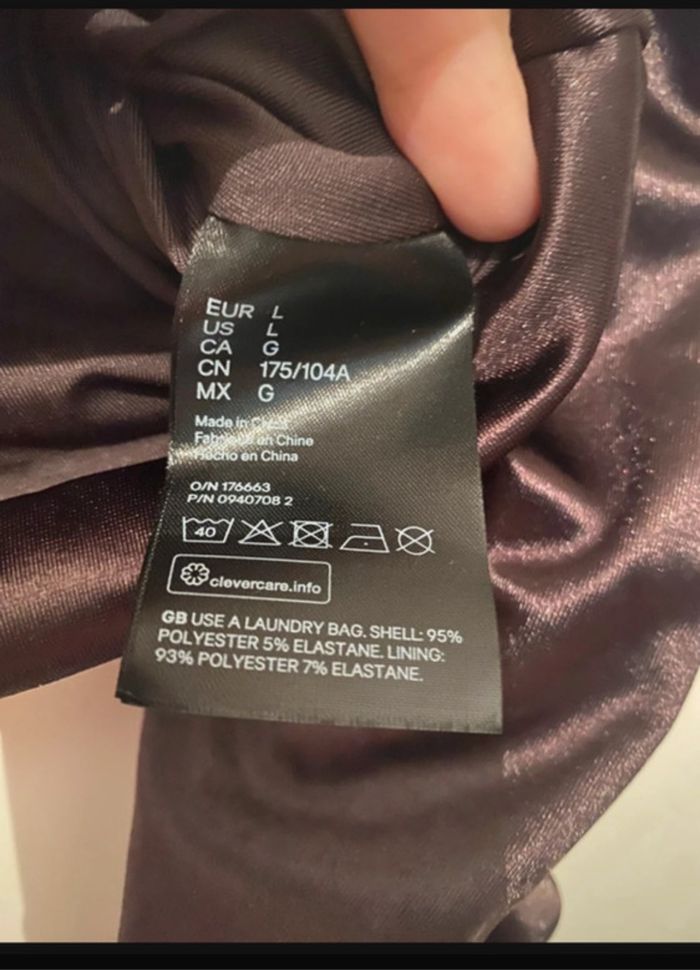 EUR L
US L
CA G
CN 175/104A
MX G
Made in China
Fabriqué en Chine
Hecho en China
O/N 176663
P/N 0940708 2
40
clevercare.info
GB USE A LAUNDRY BAG. SHELL: 95%
POLYESTER 5% ELASTANE. LINING:
93% POLYESTER 7% ELASTANE.